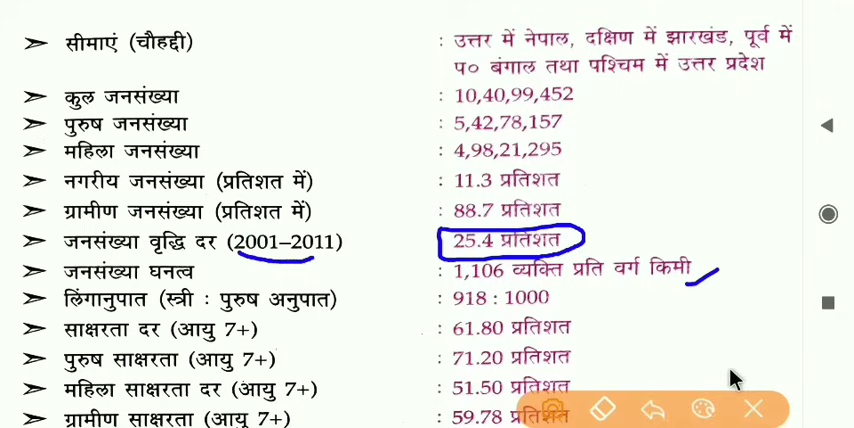 ➤ सीमाएं (चौहद्दी) : उत्तर में नेपाल, दक्षिण में झारखंड, पूर्व में
प० बंगाल तथा पश्चिम में उत्तर प्रदेश
➤ कुल जनसंख्या : 10,40,99,452
➤ पुरुष जनसंख्या : 5,42,78,157
➤ महिला जनसंख्या : 4,98,21,295
➤ नगरीय जनसंख्या (प्रतिशत में) : 11.3 प्रतिशत
➤ ग्रामीण जनसंख्या (प्रतिशत में) : 88.7 प्रतिशत
➤ जनसंख्या वृद्धि दर (2001–2011) : 25.4 प्रतिशत
➤ जनसंख्या घनत्व : 1,106 व्यक्ति प्रति वर्ग किमी
➤ लिंगानुपात (स्त्री : पुरुष अनुपात) : 918 : 1000
➤ साक्षरता दर (आयु 7+) : 61.80 प्रतिशत
➤ पुरुष साक्षरता (आयु 7+) : 71.20 प्रतिशत
➤ महिला साक्षरता दर (आयु 7+) : 51.50 प्रतिशत
➤ ग्रामीण साक्षरता (आयु 7+) : 59.78 प्रतिशत